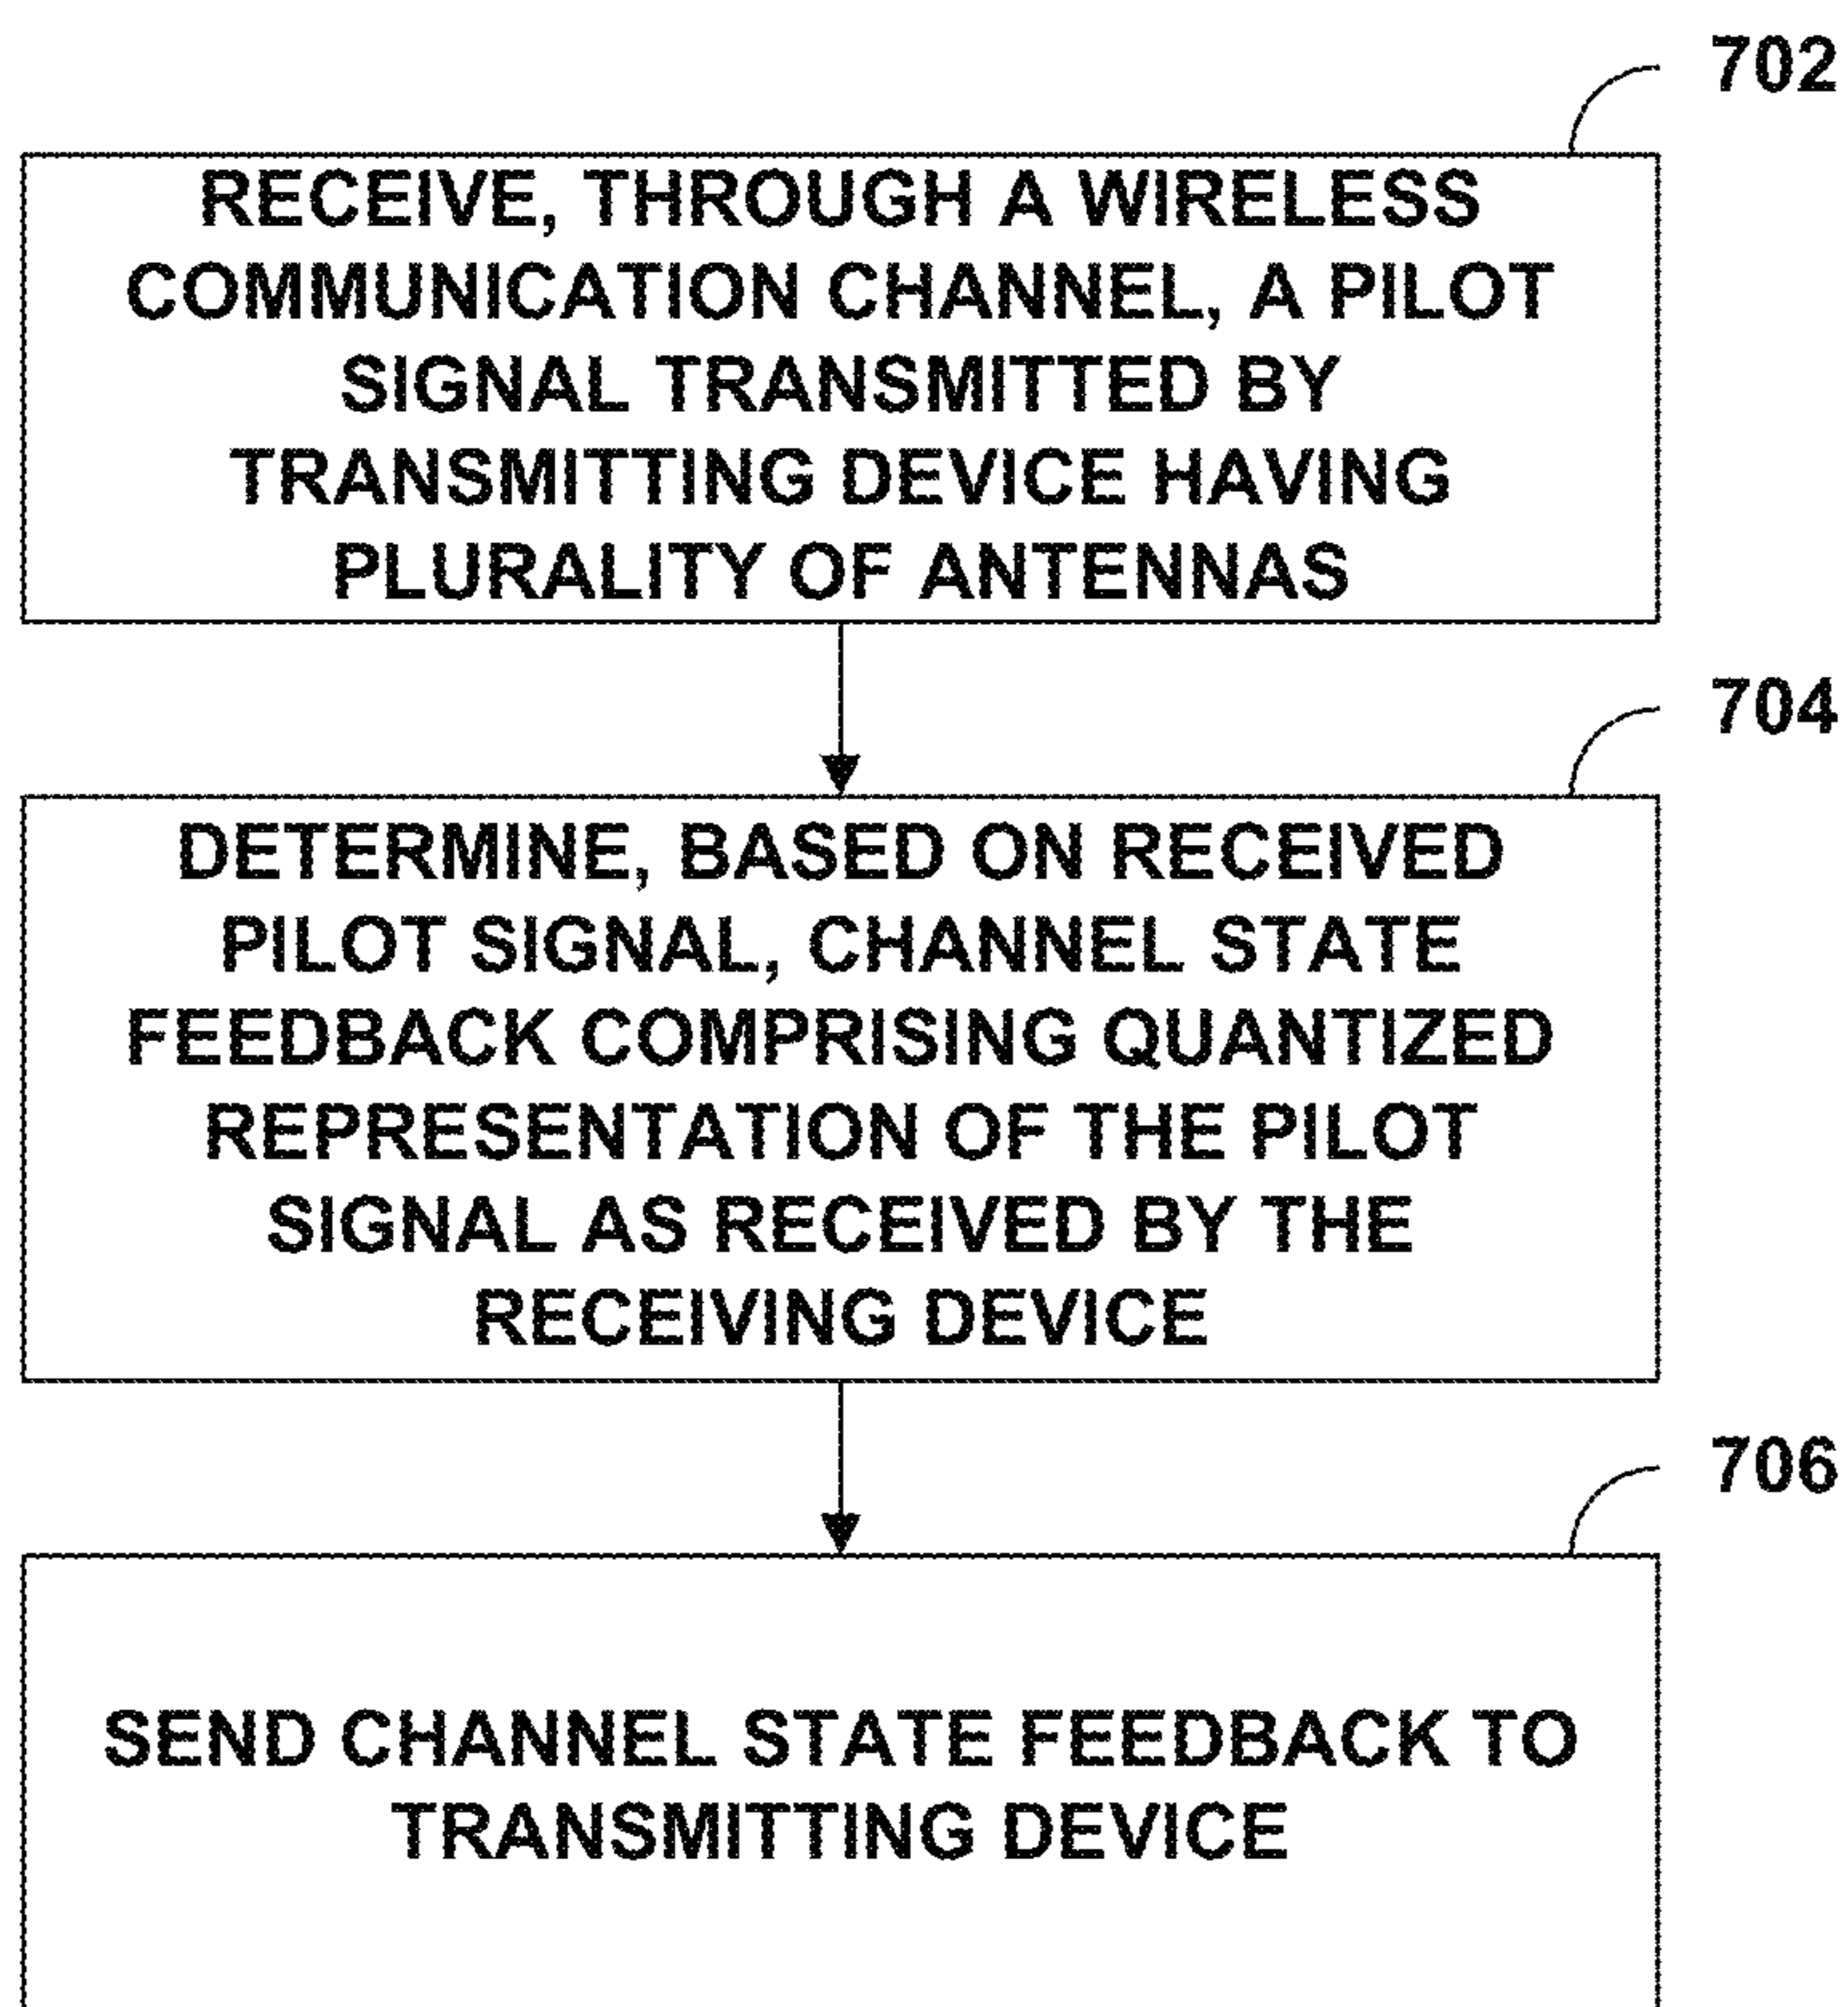 702
RECEIVE, THROUGH A WIRELESS
COMMUNICATION CHANNEL, A PILOT
SIGNAL TRANSMITTED BY
TRANSMITTING DEVICE HAVING
PLURALITY OF ANTENNAS
704
DETERMINE, BASED ON RECEIVED
PILOT SIGNAL, CHANNEL STATE
FEEDBACK COMPRISING QUANTIZED
REPRESENTATION OF THE PILOT
SIGNAL AS RECEIVED BY THE
RECEIVING DEVICE
706
SEND CHANNEL STATE FEEDBACK TO
TRANSMITTING DEVICE